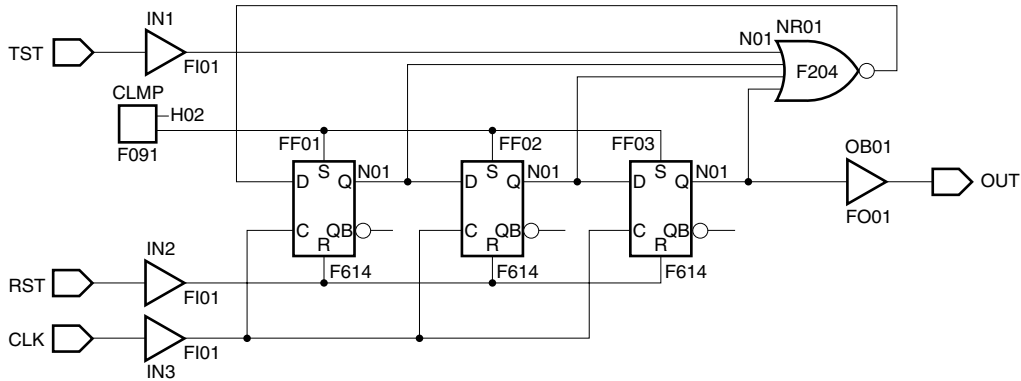 IN1
NR01
N01
TST
FI01
F204
CLMP
H02
F091
FF01
FF02
FF03
OB01
S
S
S
D
Q
N01
D
Q
N01
D
Q
N01
OUT
FO01
C
QB
C
QB
C
QB
R
R
R
IN2
F614
F614
F614
RST
FI01
CLK
FI01
IN3